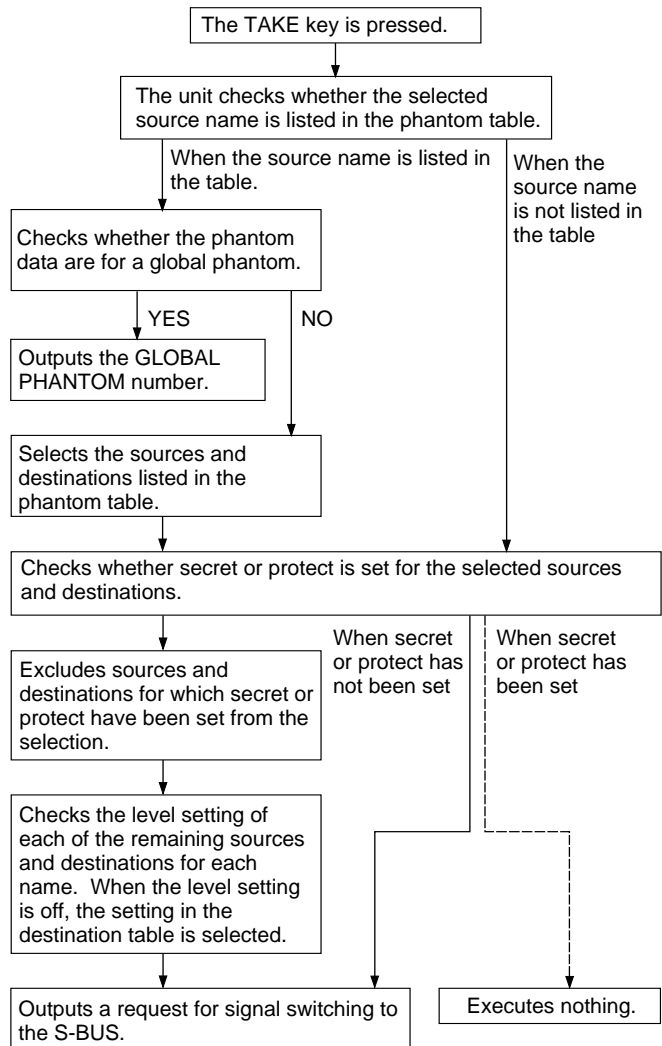 The TAKE key is pressed.
The unit checks whether the selected
source name is listed in the phantom table.
When the source name is listed in
the table.
When the
source name
is not listed in
the table
Checks whether the phantom
data are for a global phantom.
YES
NO
Outputs the GLOBAL
PHANTOM number.
Selects the sources and
destinations listed in the
phantom table.
Checks whether secret or protect is set for the selected sources
and destinations.
When secret
or protect has
not been set
When secret
or protect has
been set
Excludes sources and
destinations for which secret or
protect have been set from the
selection.
Checks the level setting of
each of the remaining sources
and destinations for each
name.  When the level setting
is off, the setting in the
destination table is selected.
Outputs a request for signal switching to
the S-BUS.
Executes nothing.